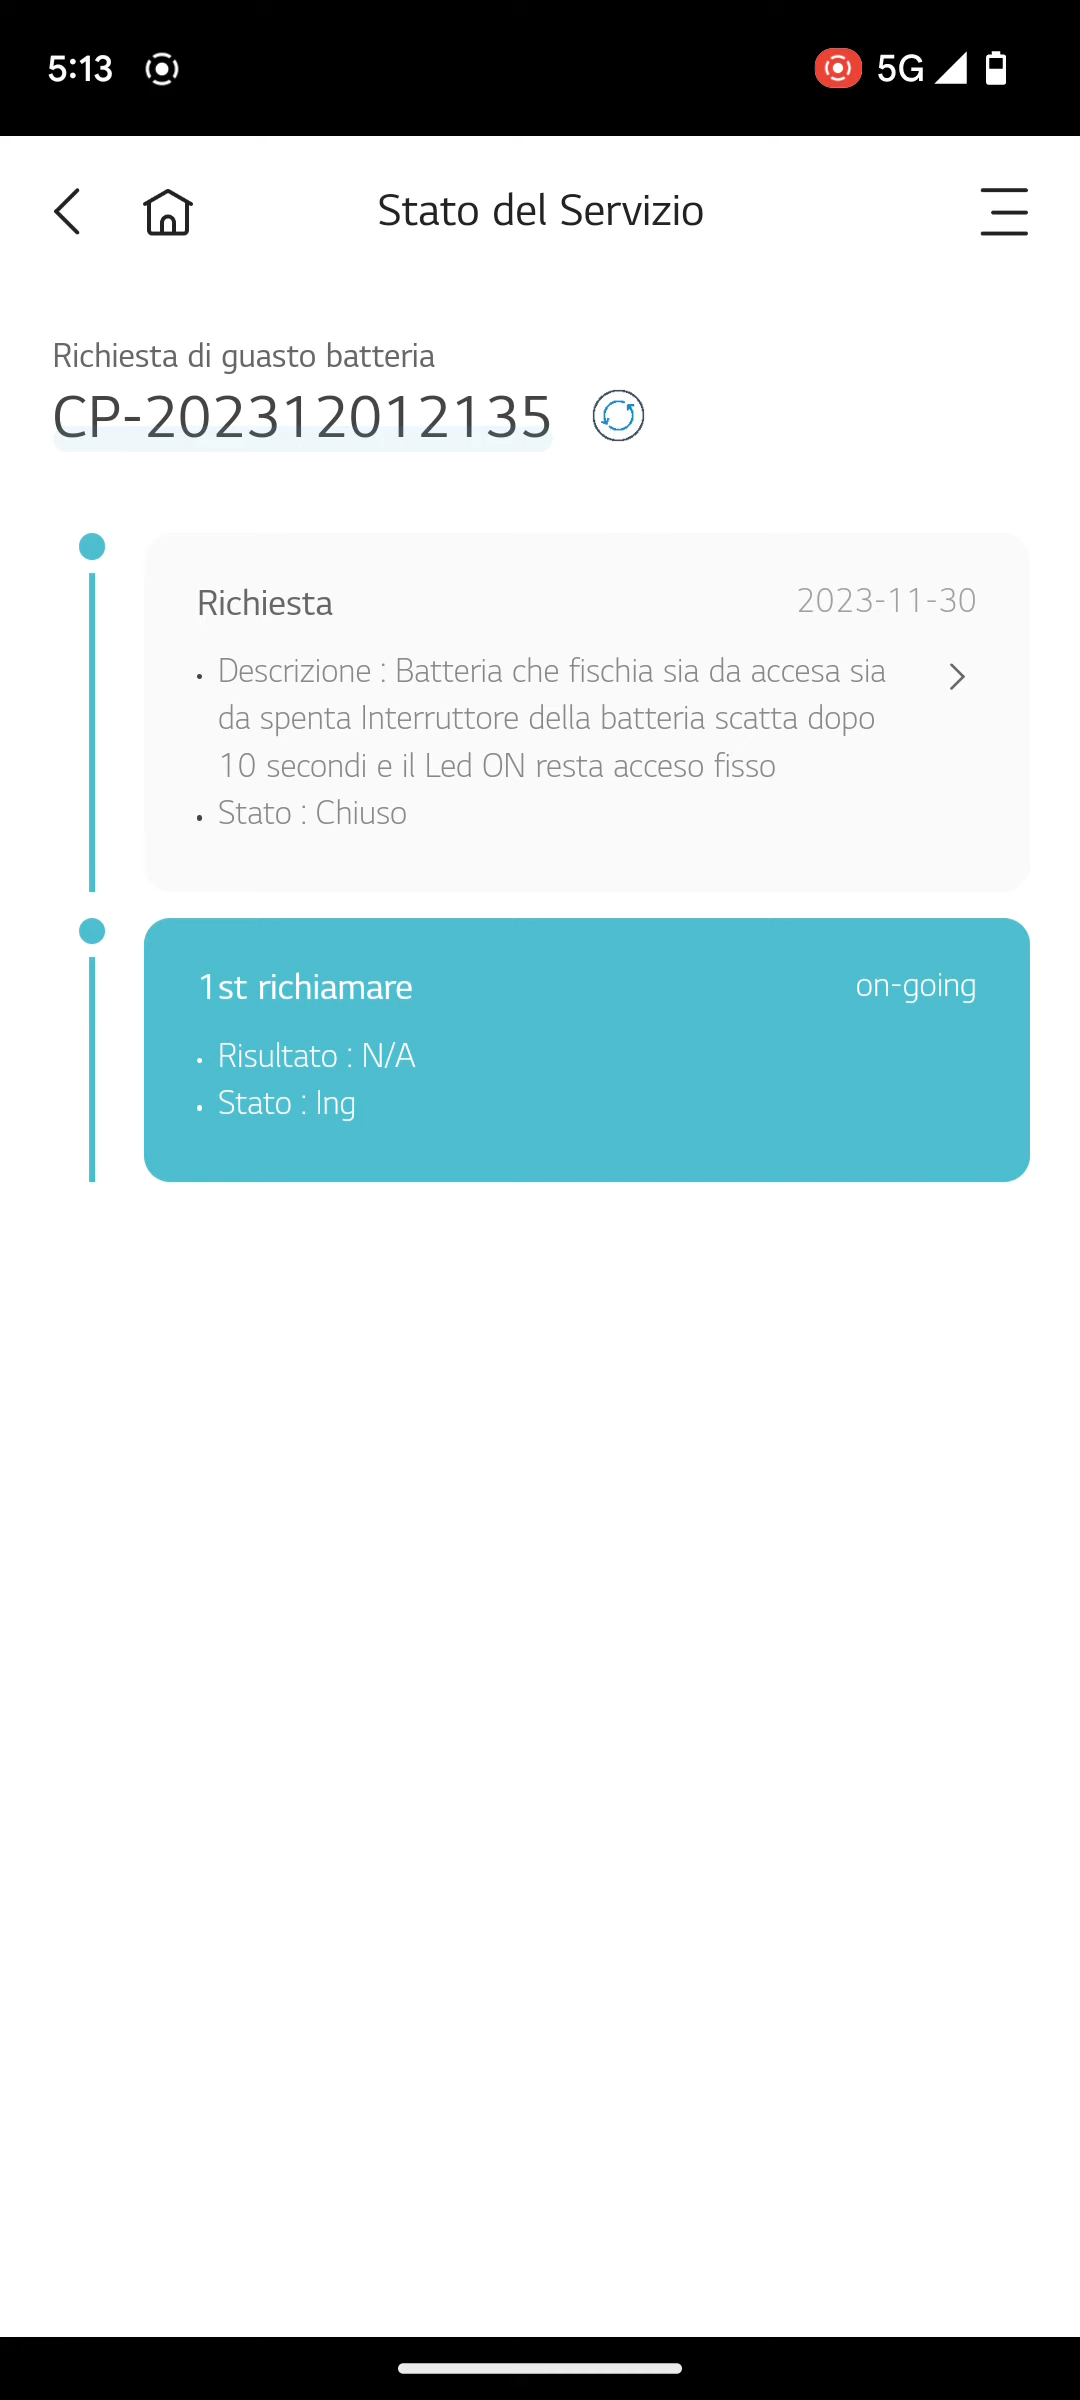 5:13
5G
Stato del Servizio
Richiesta di guasto batteria
CP-202312012135
Richiesta
2023-11-30
• Descrizione : Batteria che fischia sia da accesa sia
da spenta Interruttore della batteria scatta dopo
10 secondi e il Led ON resta acceso fisso
• Stato : Chiuso
1st richiamare
on-going
• Risultato : N/A
• Stato : Ing